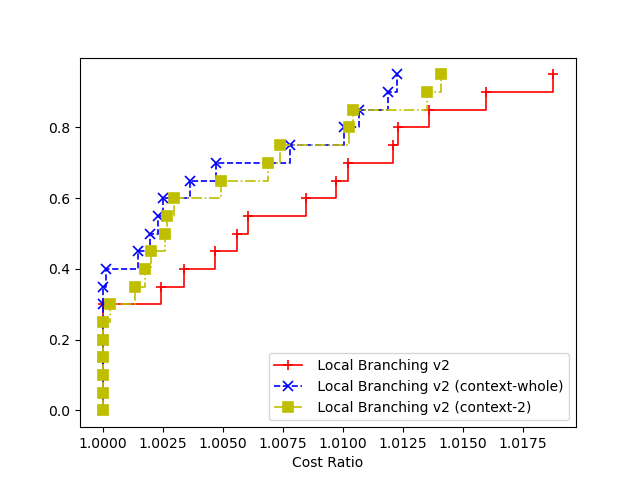 0.8
0.6
0.4
0.2
0.0
Local Branching v2
Local Branching v2 (context-whole)
Local Branching v2 (context-2)
1.0000 1.0025 1.0050 1.0075 1.0100 1.0125 1.0150 1.0175
Cost Ratio